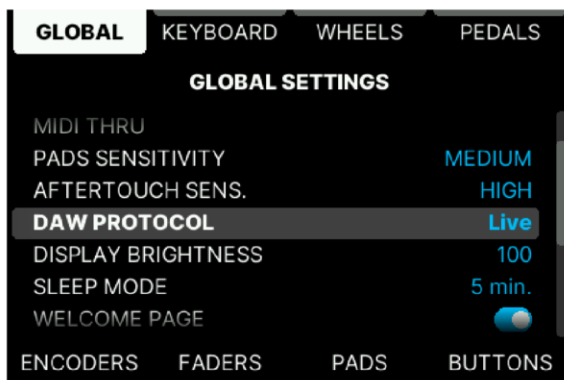 GLOBAL KEYBOARD WHEELS PEDALS
GLOBAL SETTINGS
MIDI THRU
PADS SENSITIVITY MEDIUM
AFTERTOUCH SENS. HIGH
DAW PROTOCOL Live
DISPLAY BRIGHTNESS 100
SLEEP MODE 5 min.
WELCOME PAGE
ENCODERS FADERS PADS BUTTONS